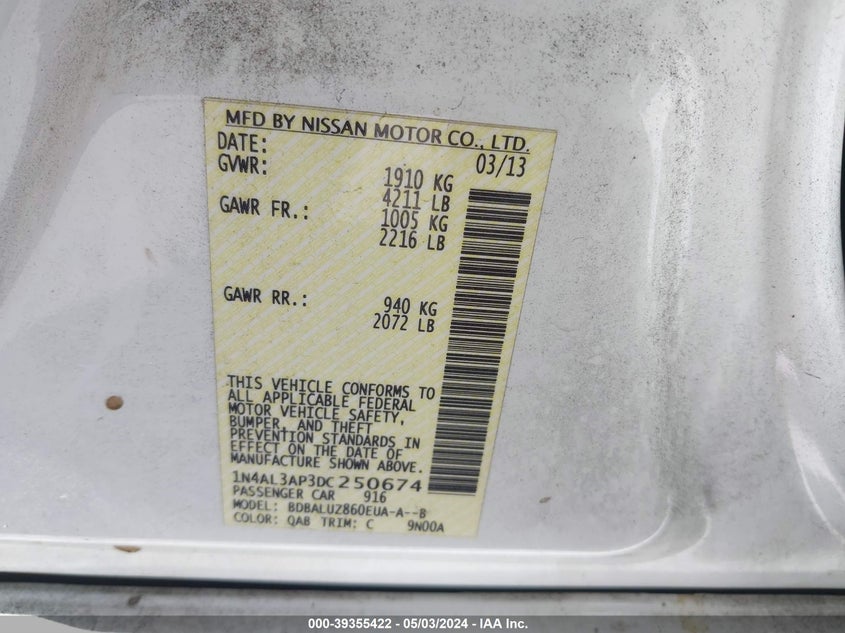 MFD BY NISSAN MOTOR CO., LTD.
DATE: 03/13
GVWR: 1910 KG
4211 LB
GAWR FR.: 1005 KG
2216 LB
GAWR RR.: 940 KG
2072 LB
THIS VEHICLE CONFORMS TO
ALL APPLICABLE FEDERAL
MOTOR VEHICLE SAFETY,
BUMPER, AND THEFT
PREVENTION STANDARDS IN
EFFECT ON THE DATE OF
MANUFACTURE SHOWN ABOVE.
1N4AL3AP3DC250674
PASSENGER CAR 916
MODEL: BDBALUZ860EUA-A--B
COLOR: QAB TRIM: C 9N00A
000-39355422 - 05/03/2024 - IAA Inc.